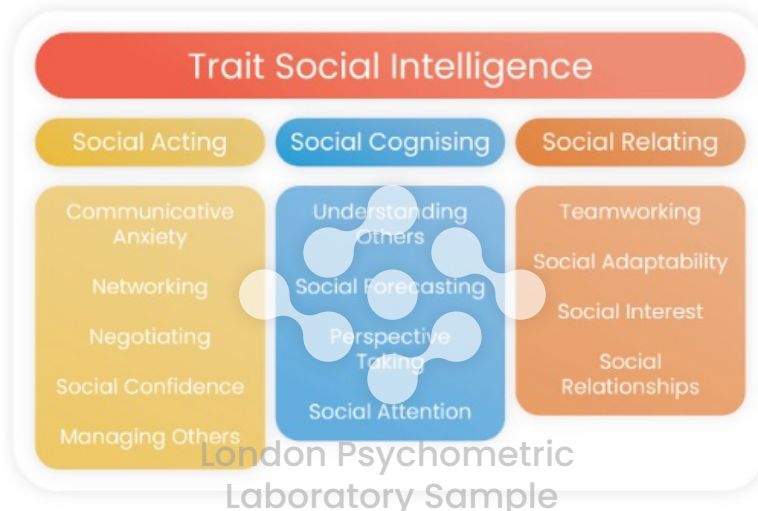 Trait Social Intelligence
Social Acting
Communicative
Anxiety
Networking
Negotiating
Social Confidence
Managing Others
Social Cognising
Understanding
Others
Social Forecasting
Perspective
Taking
Social Attention
Social Relating
Teamworking
Social Adaptability
Social Interest
Social
Relationships
London Psychometric
Laboratory Sample